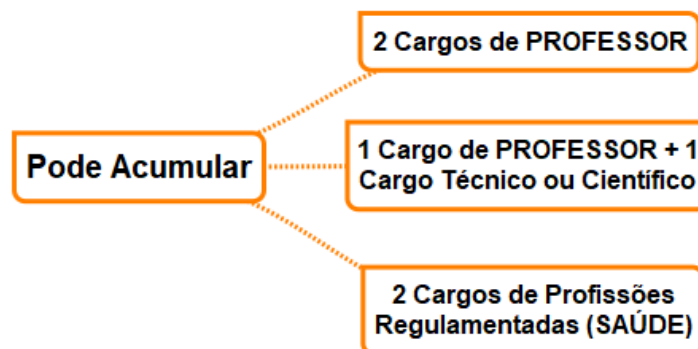 2 Cargos de PROFESSOR
Pode Acumular
1 Cargo de PROFESSOR + 1
Cargo Técnico ou Científico
2 Cargos de Profissões
Regulamentadas (SAÚDE)